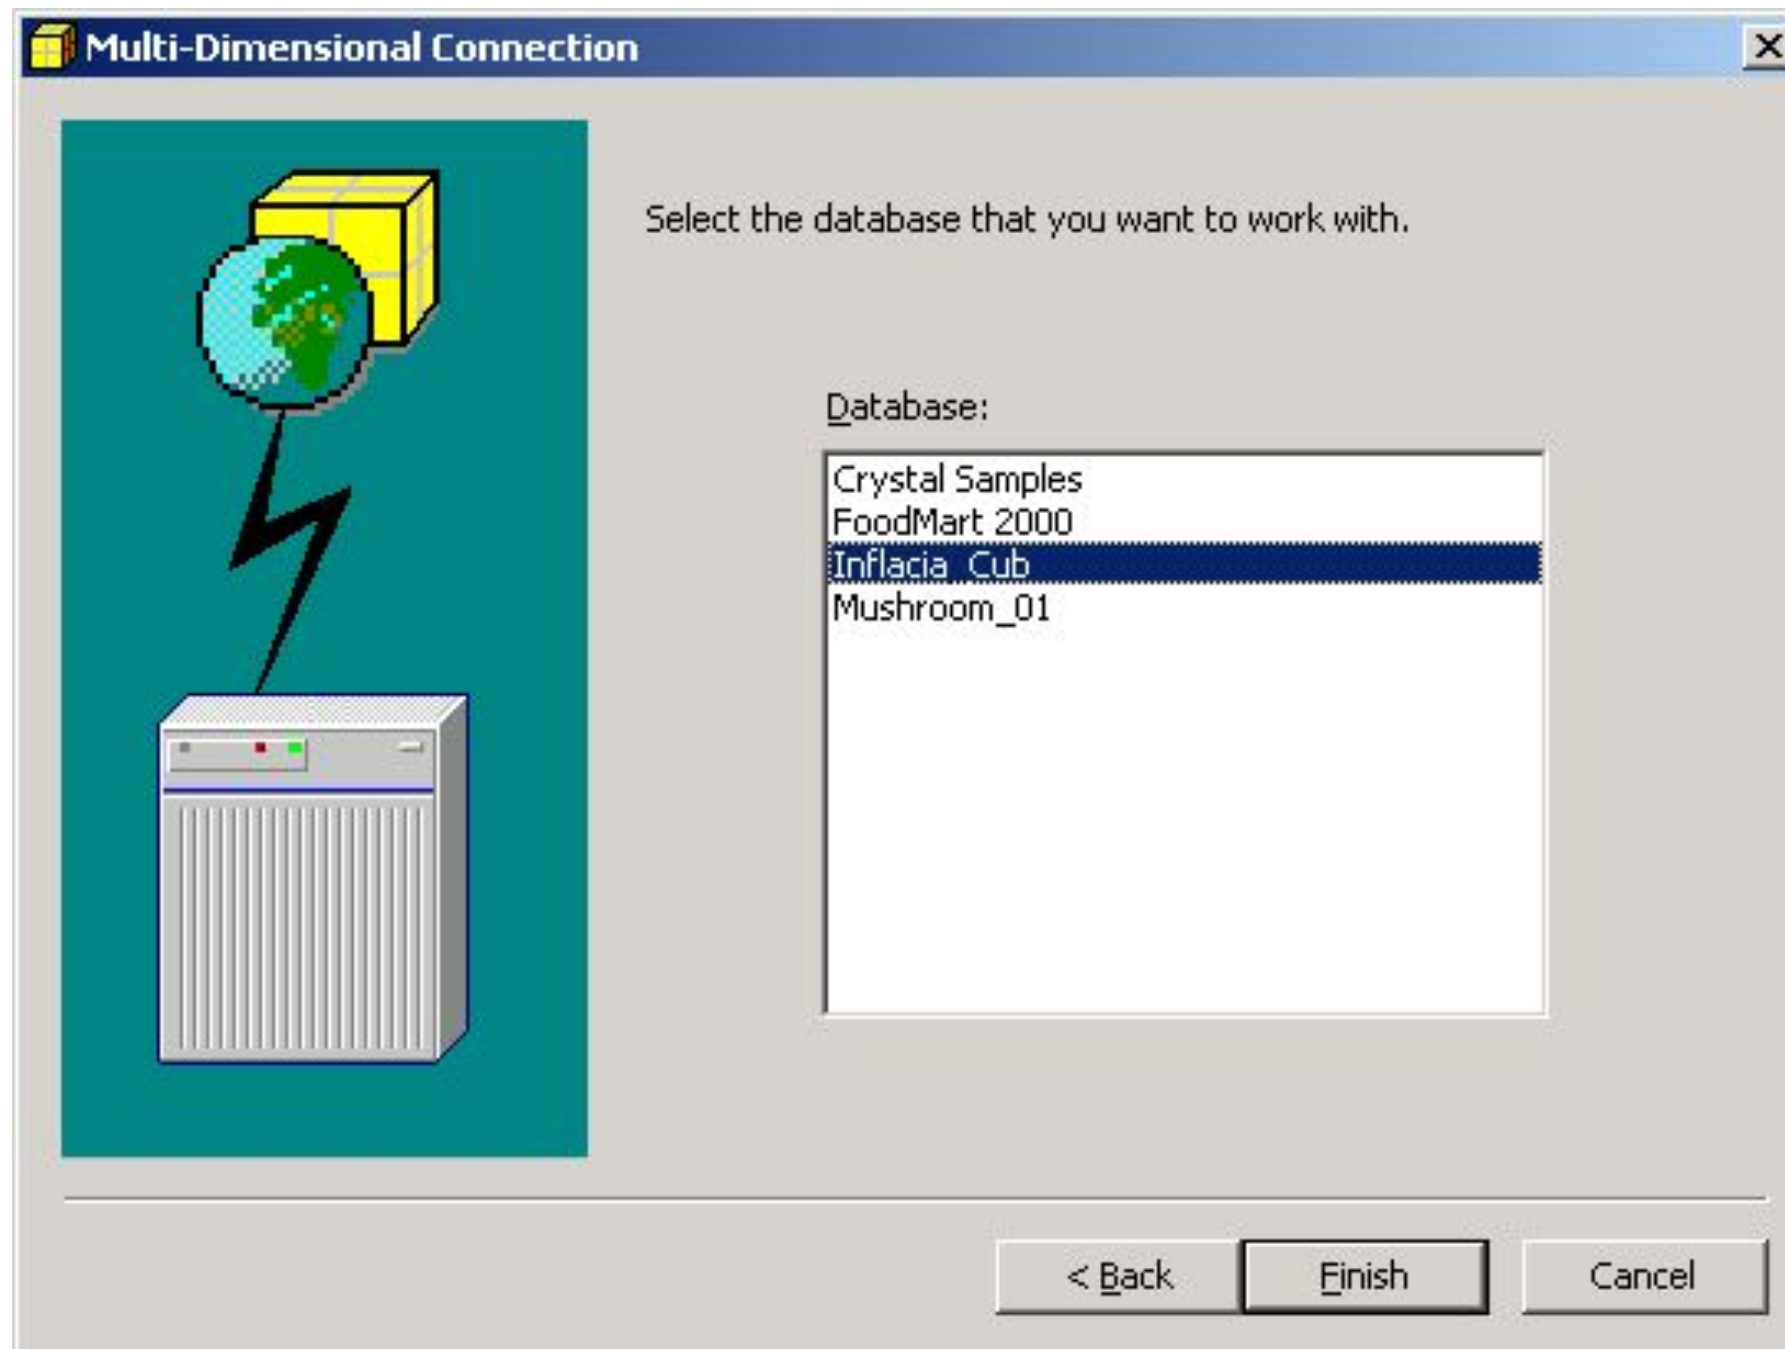 Multi-Dimensional Connection
Select the database that you want to work with.
Database:
Crystal Samples
FoodMart 2000
Inflacia_Cub
Mushroom_01
< Back Finish Cancel